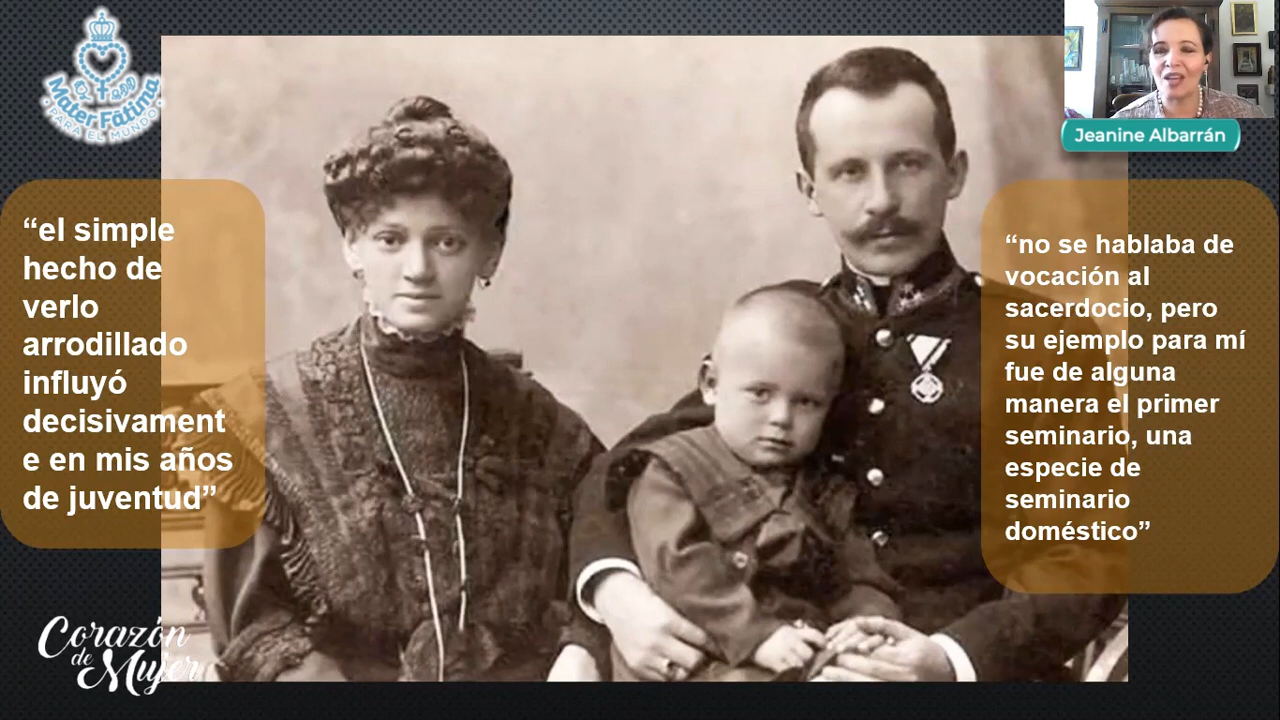 Mater Fátima
PARA EL MUNDO
Jeanine Albarrán
“el simple
hecho de
verlo
arrodillado
influyó
decisivament
e en mis años
de juventud”
“no se hablaba de
vocación al
sacerdocio, pero
su ejemplo para mí
fue de alguna
manera el primer
seminario, una
especie de
seminario
doméstico”
Corazón
de
Mujer